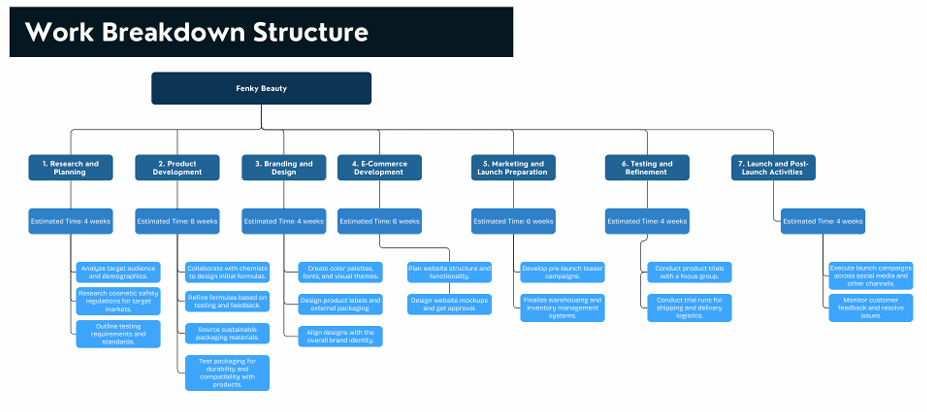 Work Breakdown Structure
Fenky Beauty
1. Research and
Planning
2. Product
Development
3. Branding and
Design
4. E-Commerce
Development
5. Marketing and
Launch Preparation
6. Testing and
Refinement
7. Launch and Post-
Launch Activities
Estimated Time: 4 weeks
Estimated Time: 8 weeks
Estimated Time: 4 weeks
Estimated Time: 6 weeks
Estimated Time: 6 weeks
Estimated Time: 4 weeks
Estimated Time: 4 weeks
Analyze target audience
and demographics.
Research cosmetic safety
regulations for target
markets.
Outline testing
requirements and
standards.
Collaborate with chemists
to design initial formulas.
Refine formulas based on
testing and feedback.
Source sustainable
packaging materials.
Test packaging for
durability and
compatibility with
products.
Create color palettes,
fonts, and visual themes.
Design product labels and
external packaging.
Align designs with the
overall brand identity.
Plan website structure and
functionality.
Design website mockups
and get approval.
Develop pre-launch teaser
campaigns.
Finalize warehousing and
inventory management
systems.
Conduct product trials
with a focus group.
Conduct trial runs for
shipping and delivery
logistics.
Execute launch campaigns
across social media and
other channels.
Monitor customer
feedback and resolve
issues.